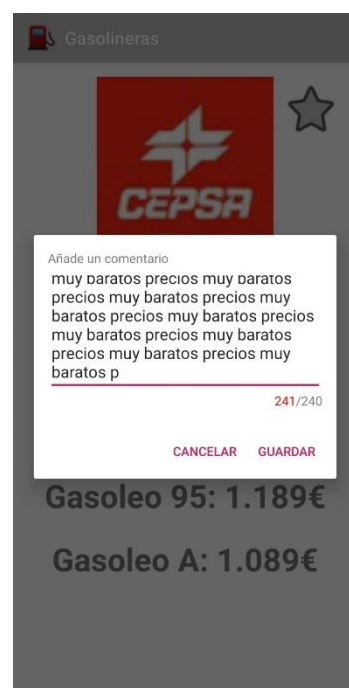 Gasolineras
CEPSA
Añade un comentario
muy baratos precios muy baratos
precios muy baratos precios muy
baratos precios muy baratos precios
muy baratos precios muy baratos
precios muy baratos precios muy
baratos p
241/240
CANCELAR GUARDAR
Gasoleo 95: 1.189€
Gasoleo A: 1.089€